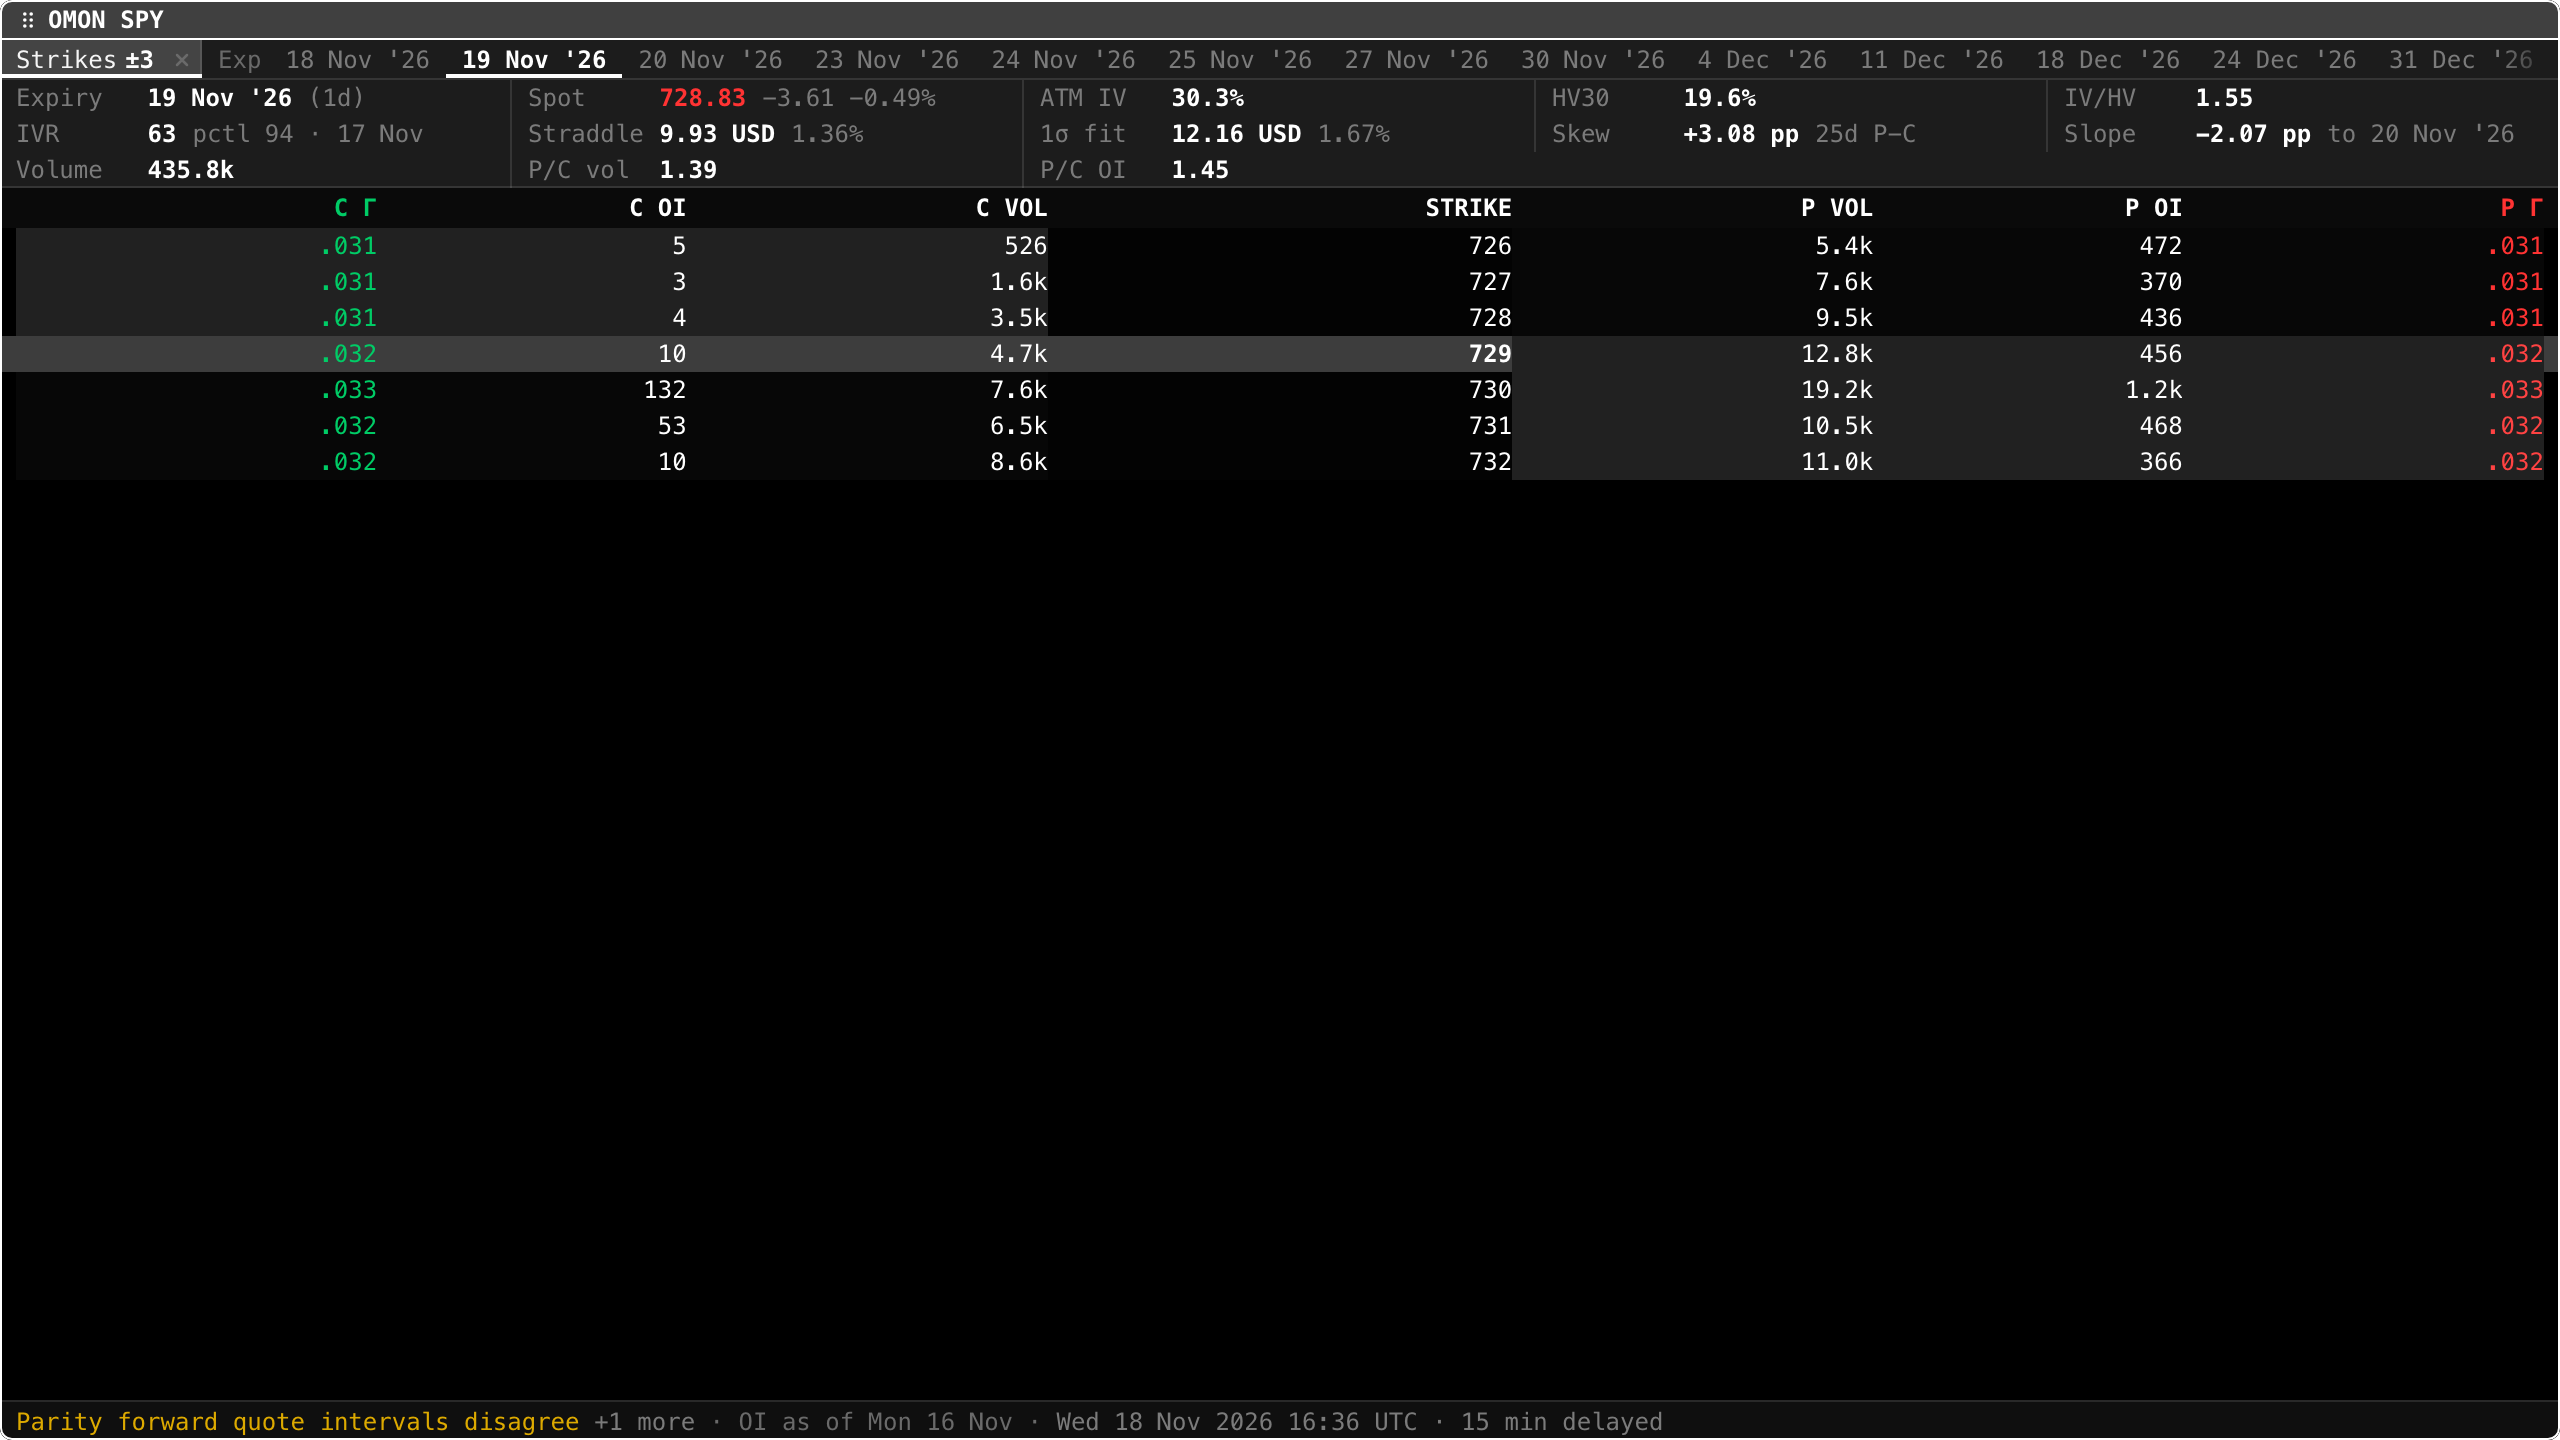 ⠿ OMON SPY
Strikes ±3 × Exp 18 Nov '26 19 Nov '26 20 Nov '26 23 Nov '26 24 Nov '26 25 Nov '26 27 Nov '26 30 Nov '26 4 Dec '26 11 Dec '26 18 Dec '26 24 Dec '26 31 Dec '26
Expiry 19 Nov '26 (1d) Spot 728.83 −3.61 −0.49% ATM IV 30.3% HV30 19.6% IV/HV 1.55
IVR 63 pctl 94 · 17 Nov Straddle 9.93 USD 1.36% 1σ fit 12.16 USD 1.67% Skew +3.08 pp 25d P−C Slope −2.07 pp to 20 Nov '26
Volume 435.8k P/C vol 1.39 P/C OI 1.45
C Γ C OI C VOL STRIKE P VOL P OI P Γ
.031 5 526 726 5.4k 472 .031
.031 3 1.6k 727 7.6k 370 .031
.031 4 3.5k 728 9.5k 436 .031
.032 10 4.7k 729 12.8k 456 .032
.033 132 7.6k 730 19.2k 1.2k .033
.032 53 6.5k 731 10.5k 468 .032
.032 10 8.6k 732 11.0k 366 .032
Parity forward quote intervals disagree +1 more · OI as of Mon 16 Nov · Wed 18 Nov 2026 16:36 UTC · 15 min delayed